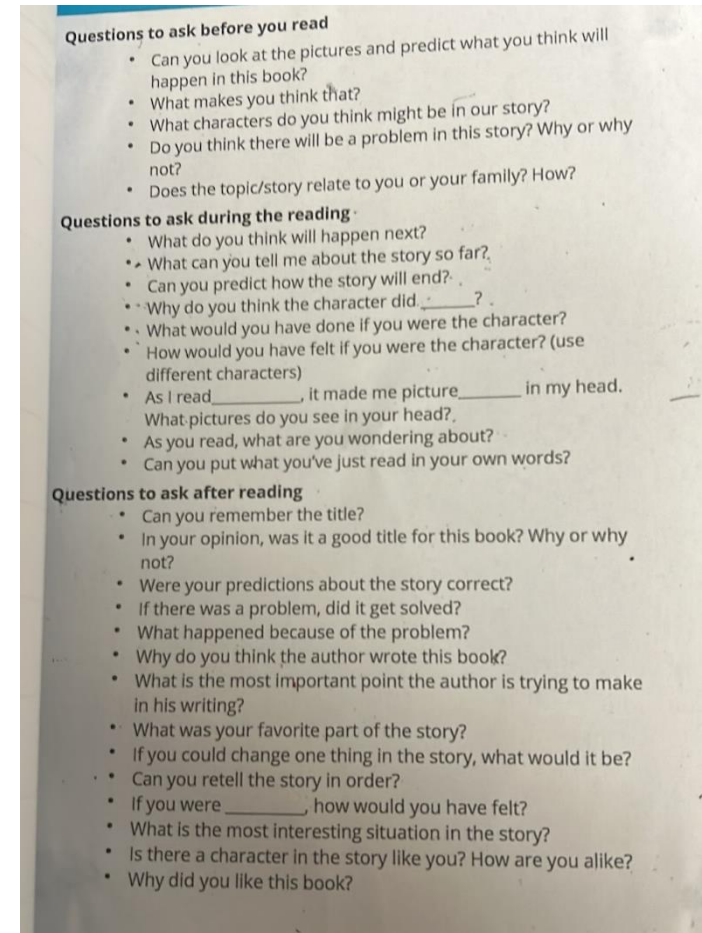 Questions to ask before you read
• Can you look at the pictures and predict what you think will
happen in this book?
• What makes you think that?
• What characters do you think might be in our story?
• Do you think there will be a problem in this story? Why or why
not?
• Does the topic/story relate to you or your family? How?
Questions to ask during the reading
• What do you think will happen next?
• What can you tell me about the story so far?
• Can you predict how the story will end?
• Why do you think the character did ______?
• What would you have done if you were the character?
• How would you have felt if you were the character? (use
different characters)
• As I read__________, it made me picture_______ in my head.
What pictures do you see in your head?
• As you read, what are you wondering about?
• Can you put what you've just read in your own words?
Questions to ask after reading
• Can you remember the title?
• In your opinion, was it a good title for this book? Why or why
not?
• Were your predictions about the story correct?
• If there was a problem, did it get solved?
• What happened because of the problem?
• Why do you think the author wrote this book?
• What is the most important point the author is trying to make
in his writing?
• What was your favorite part of the story?
• If you could change one thing in the story, what would it be?
• Can you retell the story in order?
• If you were _________, how would you have felt?
• What is the most interesting situation in the story?
• Is there a character in the story like you? How are you alike?
• Why did you like this book?